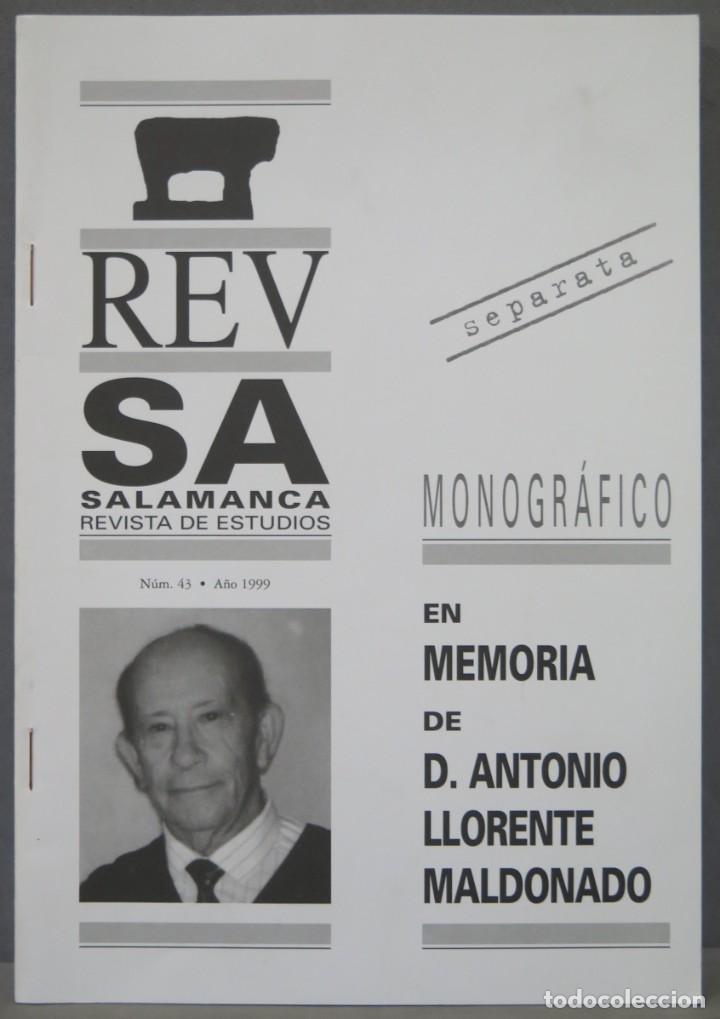 REV
SA
SALAMANCA
REVISTA DE ESTUDIOS
Núm. 43 • Año 1999
separata
MONOGRÁFICO
EN
MEMORIA
DE
D. ANTONIO
LLORENTE
MALDONADO
todocoleccion